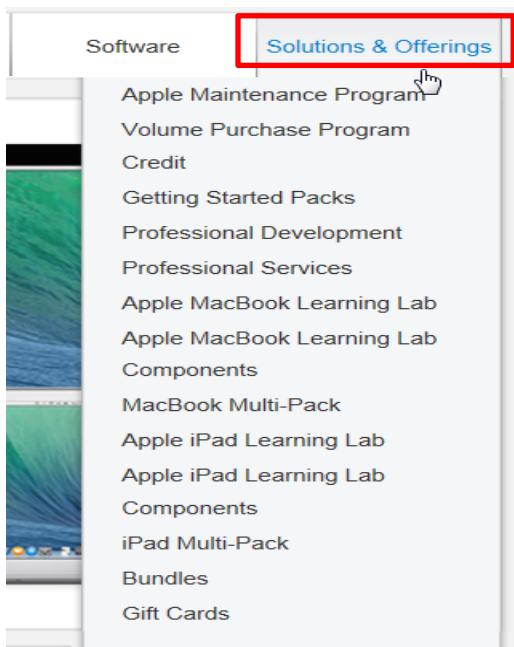 Software
Solutions & Offerings
Apple Maintenance Program
Volume Purchase Program
Credit
Getting Started Packs
Professional Development
Professional Services
Apple MacBook Learning Lab
Apple MacBook Learning Lab
Components
MacBook Multi-Pack
Apple iPad Learning Lab
Apple iPad Learning Lab
Components
iPad Multi-Pack
Bundles
Gift Cards